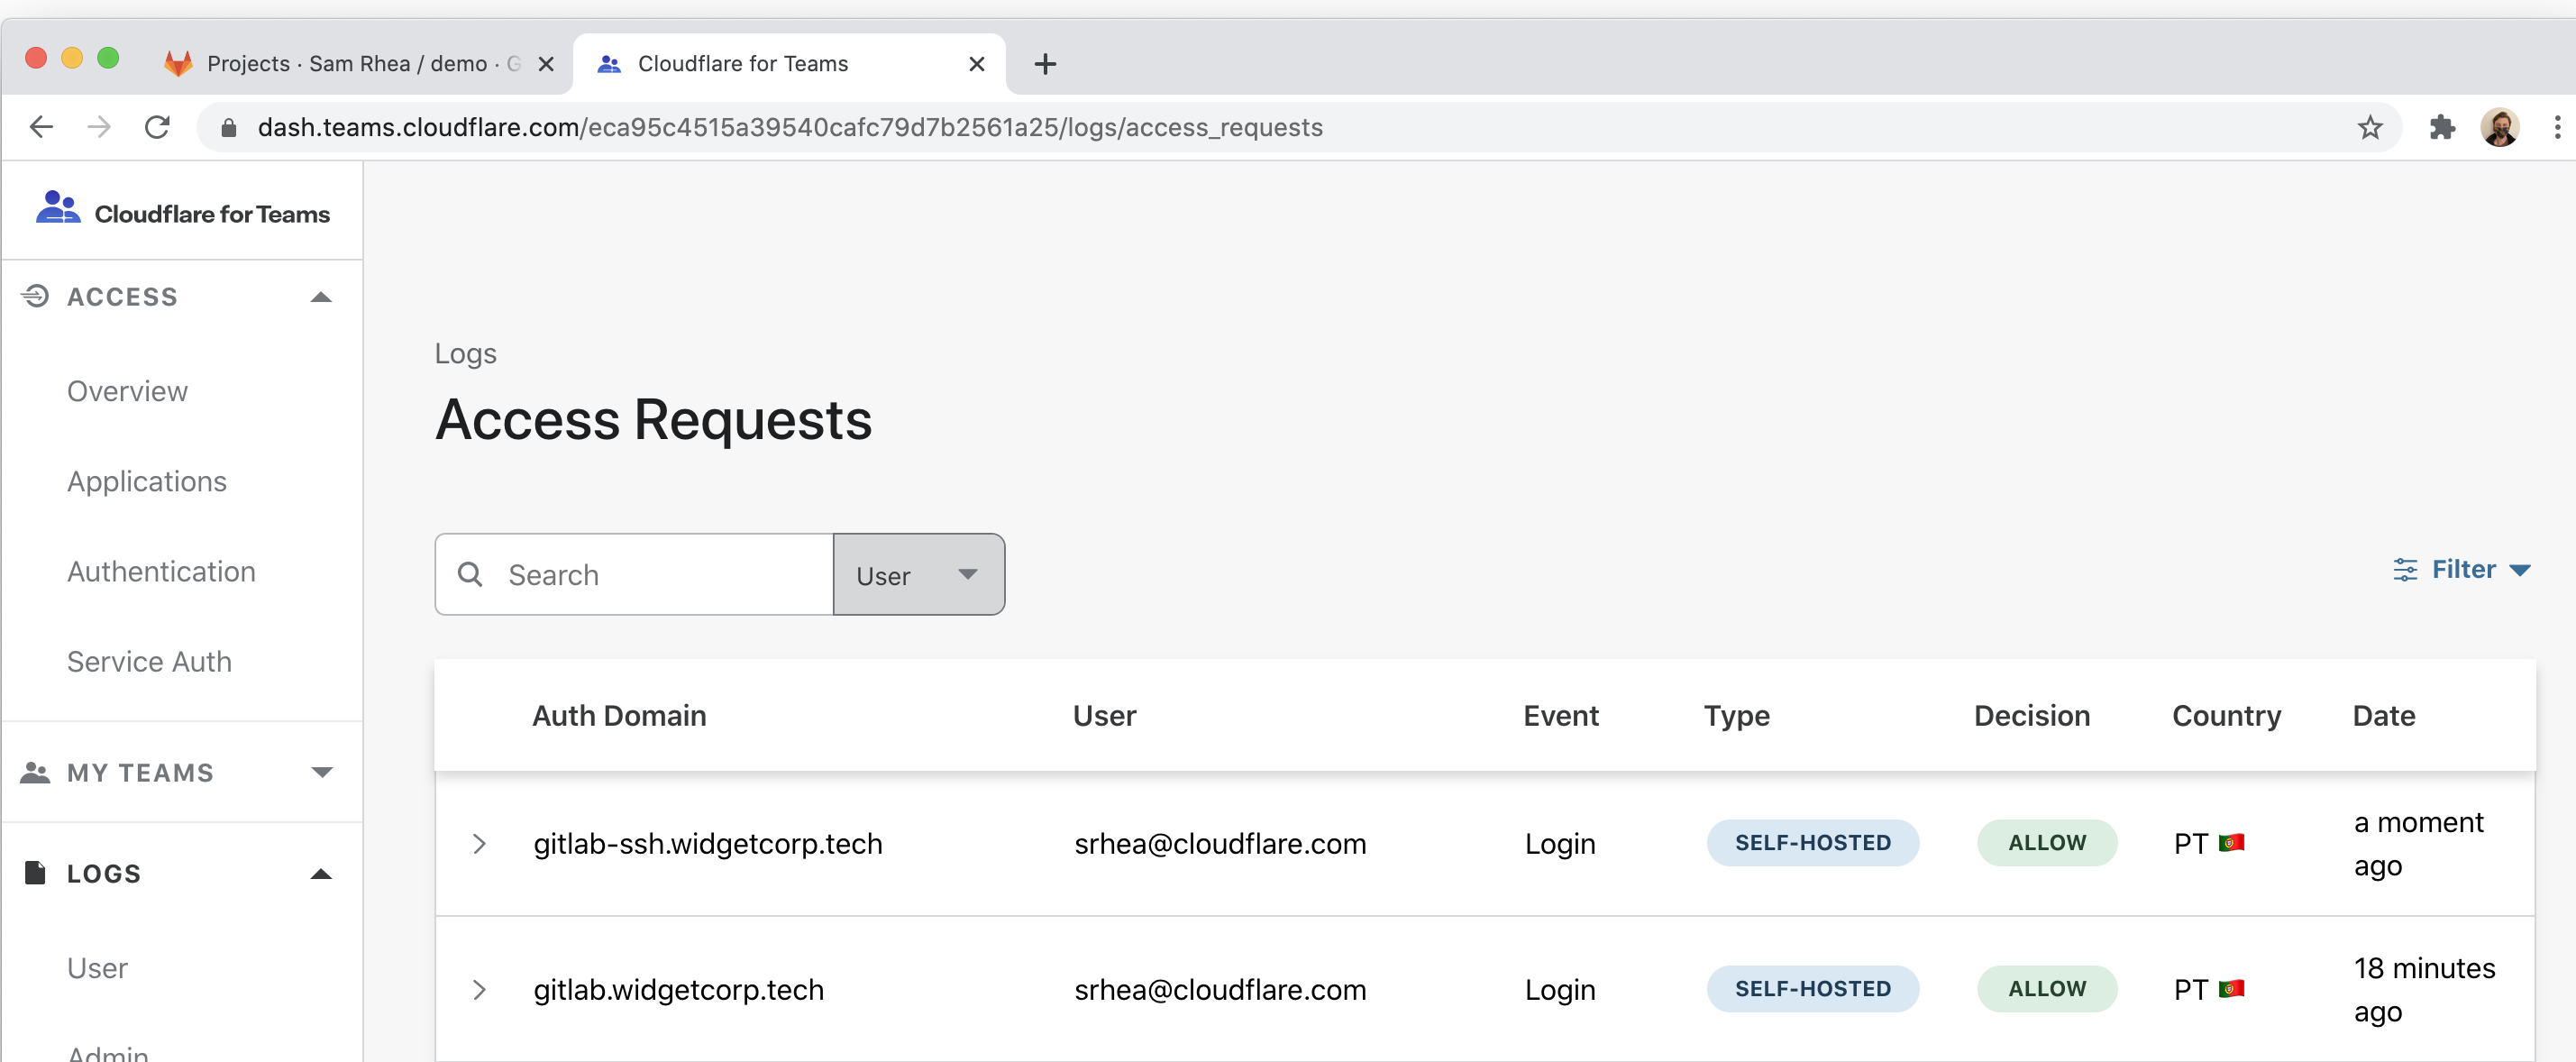 Projects · Sam Rhea / demo · G
Cloudflare for Teams
dash.teams.cloudflare.com/eca95c4515a39540cafc79d7b2561a25/logs/access_requests
Cloudflare for Teams
ACCESS
Overview
Applications
Authentication
Service Auth
MY TEAMS
LOGS
User
Admin
Logs
Access Requests
Search
User
Filter
Auth Domain User Event Type Decision Country Date
gitlab-ssh.widgetcorp.tech srhea@cloudflare.com Login SELF-HOSTED ALLOW PT a moment
ago
gitlab.widgetcorp.tech srhea@cloudflare.com Login SELF-HOSTED ALLOW PT 18 minutes
ago